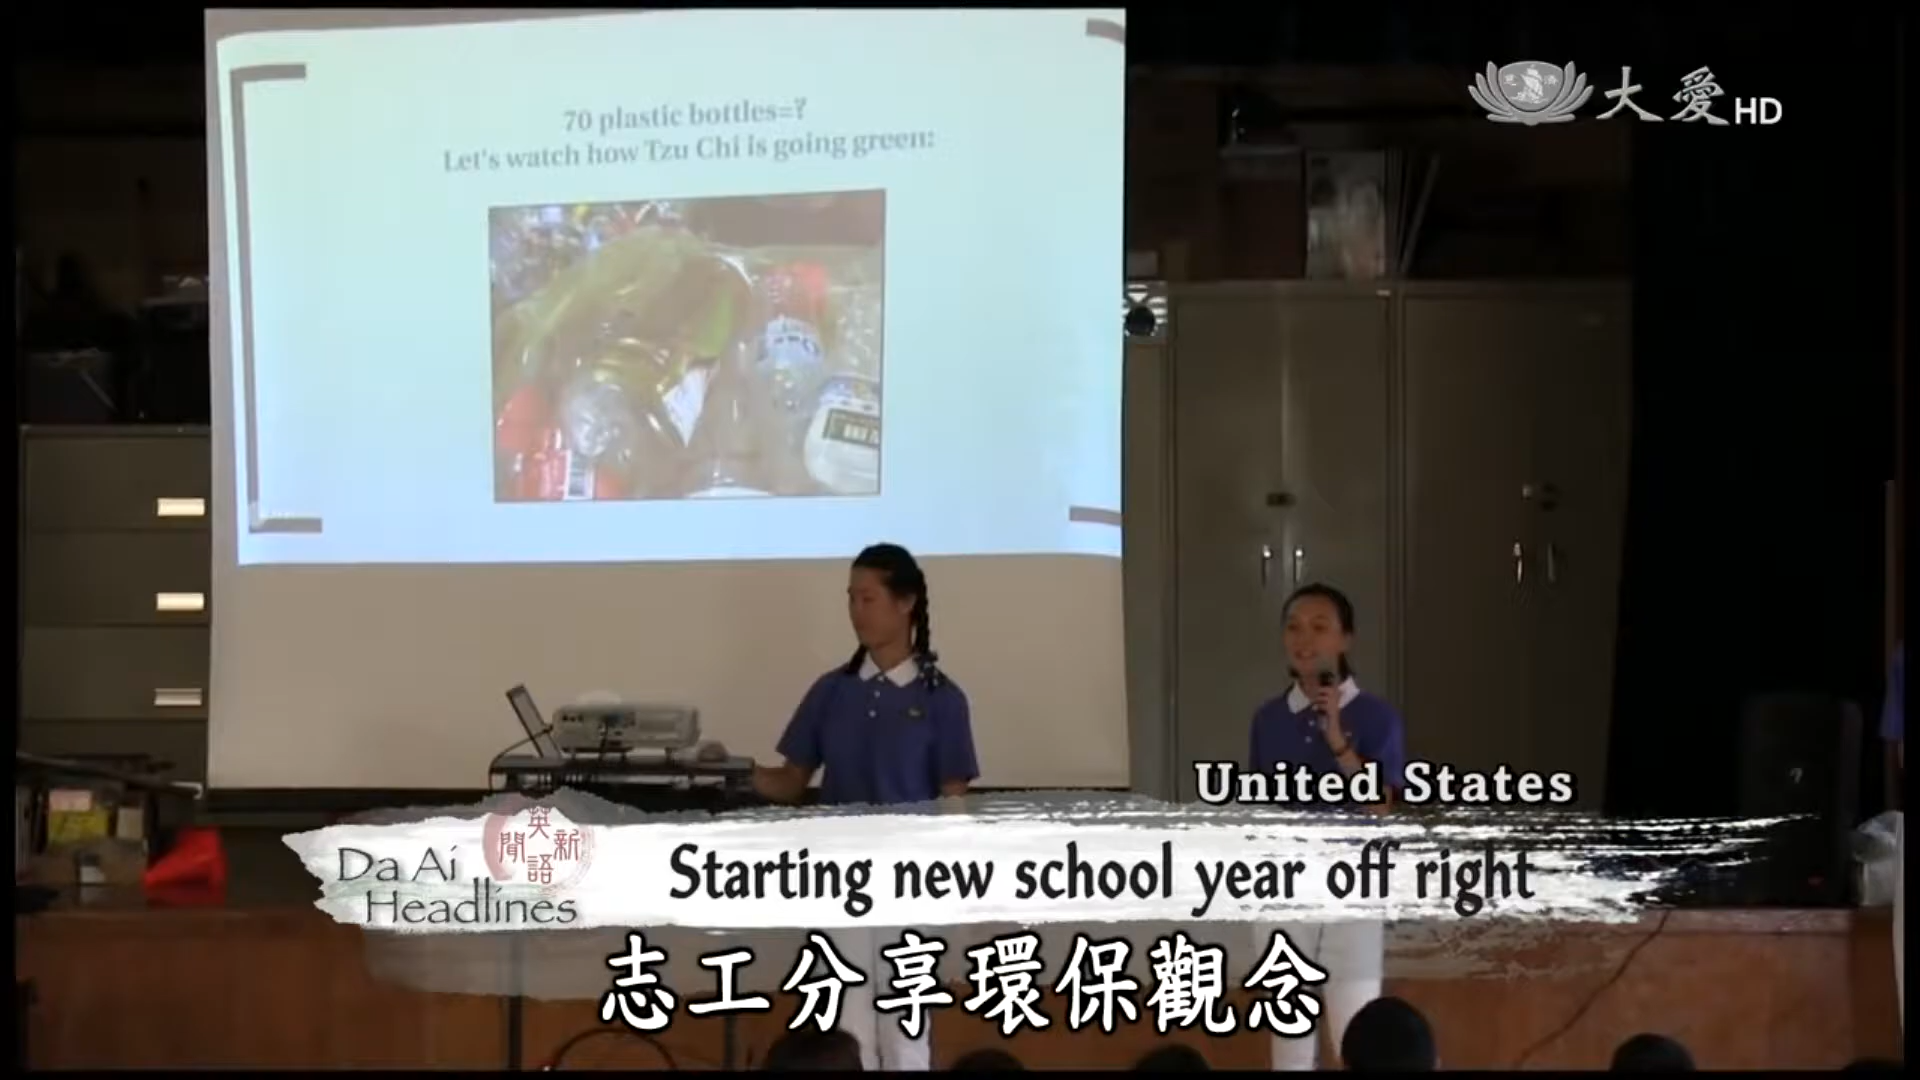 70 plastic bottles=?
Let's watch how Tzu Chi is going green:
大愛HD
United States
Da Ai
Headlines
英語新聞
Starting new school year off right
志工分享環保觀念